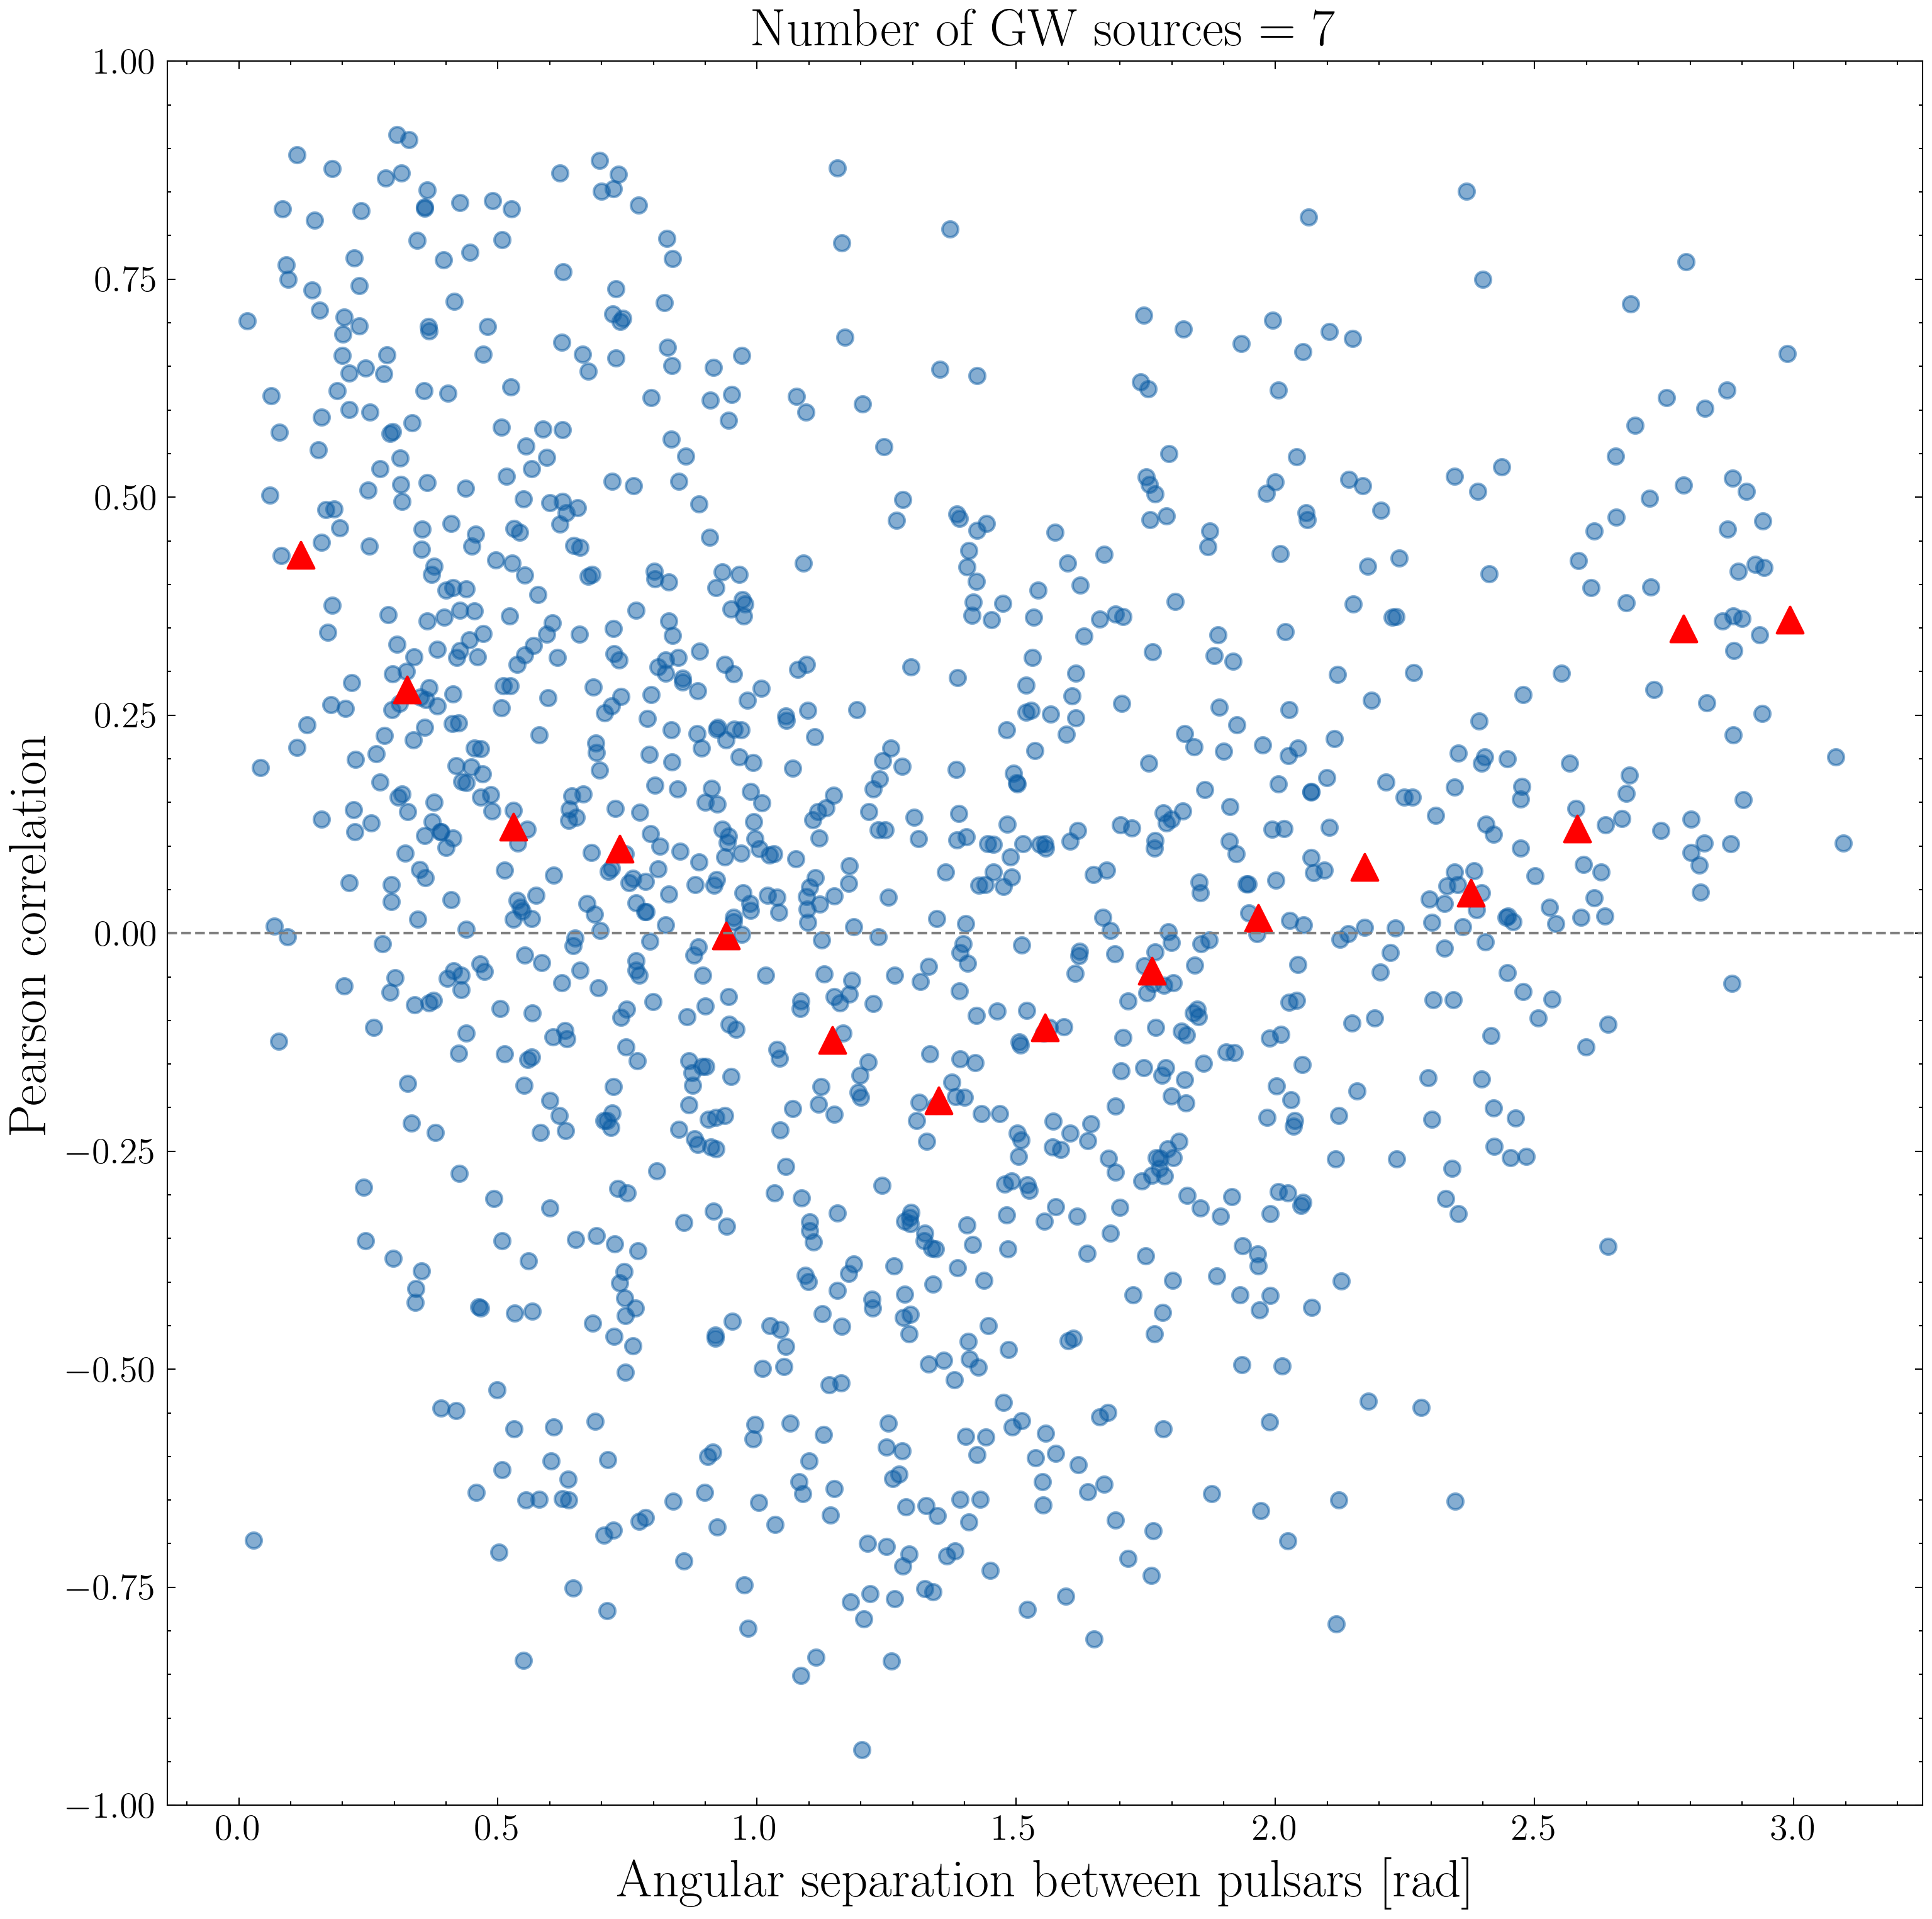 Number of GW sources = 7
1.00
0.75
0.50
0.25
0.00
−0.25
−0.50
−0.75
−1.00
Pearson correlation
0.0 0.5 1.0 1.5 2.0 2.5 3.0
Angular separation between pulsars [rad]